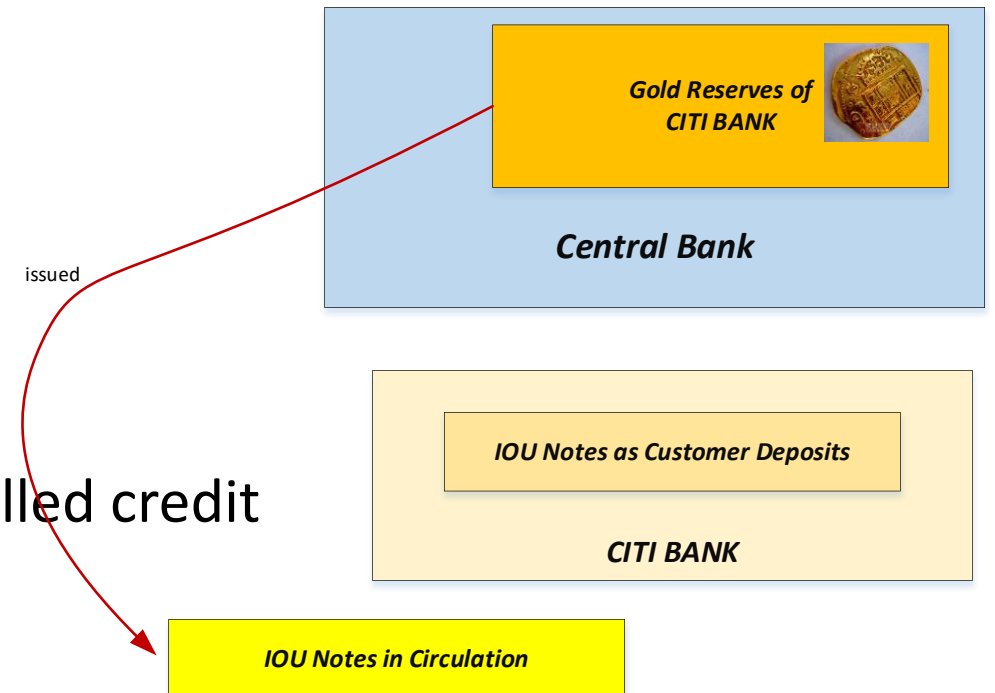 Gold Reserves of
CITI BANK
Central Bank
issued
IOU Notes as Customer Deposits
lled credit
CITI BANK
IOU Notes in Circulation